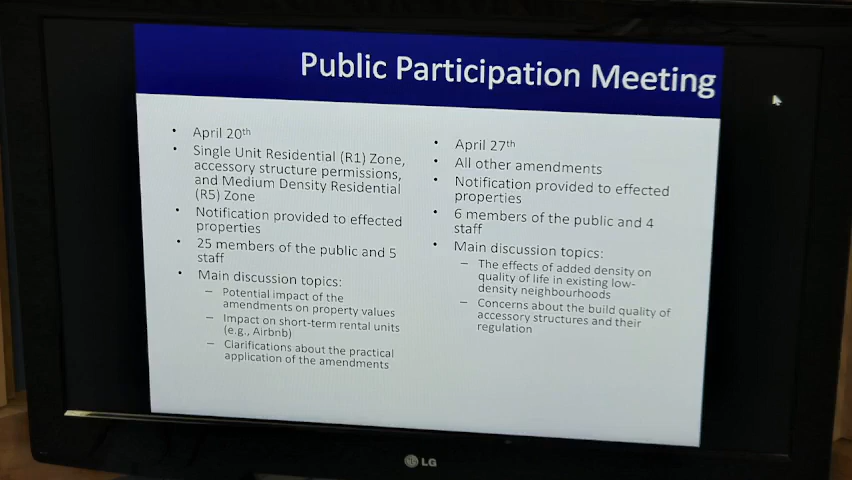 Public Participation Meeting
• April 20th
• Single Unit Residential (R1) Zone,
accessory structure permissions,
and Medium Density Residential
(R5) Zone
• Notification provided to effected
properties
• 25 members of the public and 5
staff
• Main discussion topics:
– Potential impact of the
amendments on property values
– Impact on short-term rental units
(e.g., Airbnb)
– Clarifications about the practical
application of the amendments
• April 27th
• All other amendments
• Notification provided to effected
properties
• 6 members of the public and 4
staff
• Main discussion topics:
– The effects of added density on
quality of life in existing low-
density neighbourhoods
– Concerns about the build quality of
accessory structures and their
regulation
LG